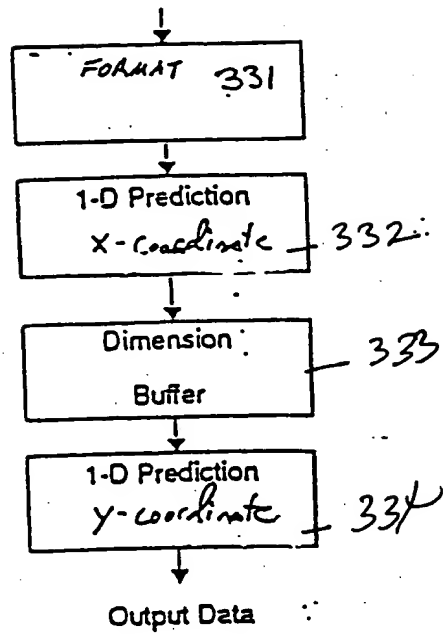 FORMAT 331
1-D Prediction
x-coordinate 332
Dimension
Buffer 333
1-D Prediction
y-coordinate 334
Output Data